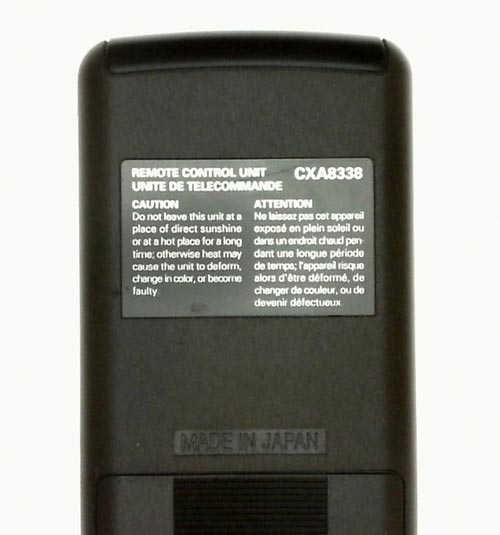 REMOTE CONTROL UNIT CXA8338
UNITE DE TELECOMMANDE
CAUTION
Do not leave this unit at a
place of direct sunshine
or at a hot place for a long
time; otherwise heat may
cause the unit to deform,
change in color, or become
faulty.
ATTENTION
Ne laissez pas cet appareil
exposé en plein soleil ou
dans un endroit chaud pen-
dant une longue période
de temps; l'appareil risque
alors d'être déformé, de
changer de couleur, ou de
devenir défectueux.
MADE IN JAPAN